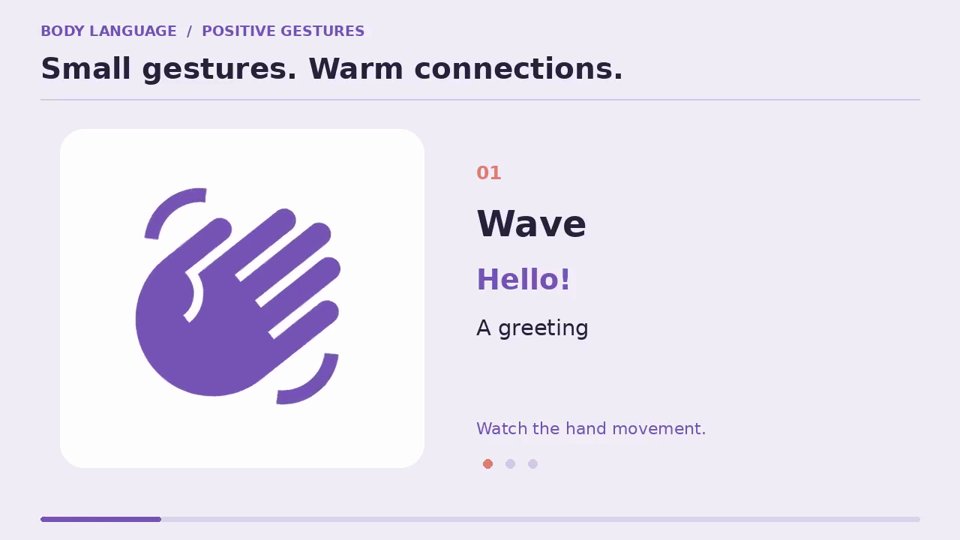 BODY LANGUAGE / POSITIVE GESTURES
Small gestures. Warm connections.
01
Wave
Hello!
A greeting
Watch the hand movement.